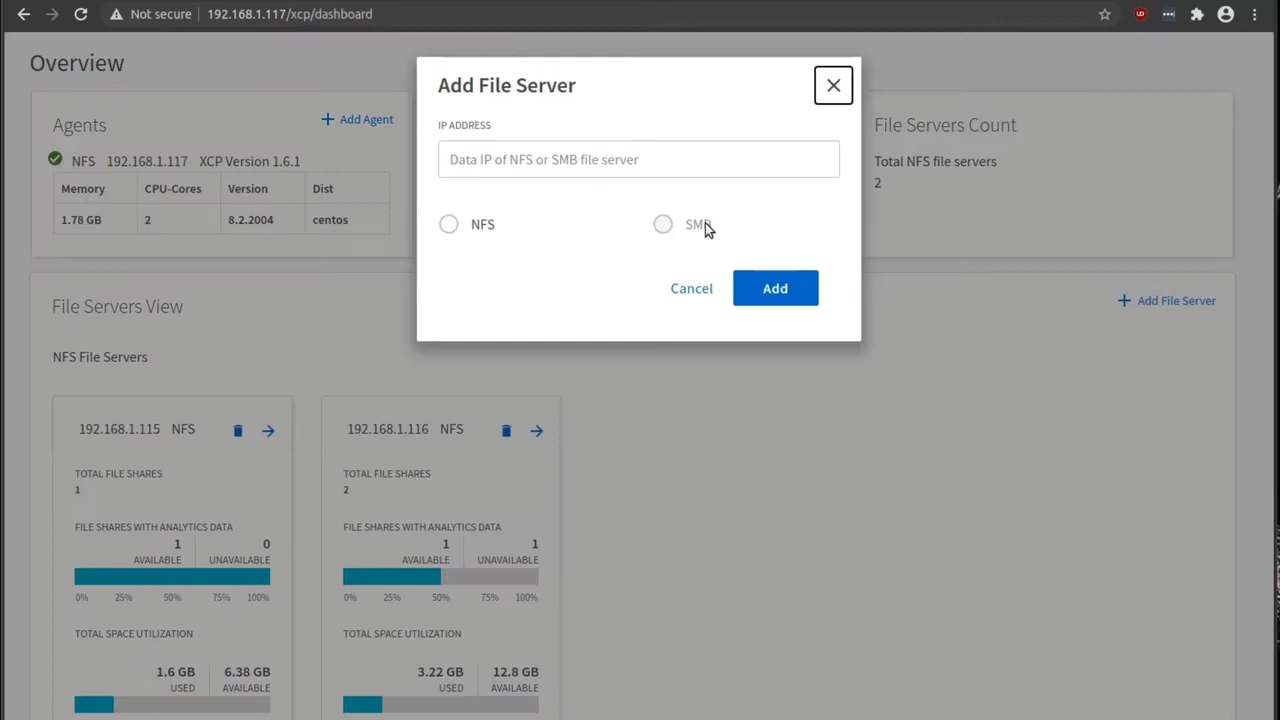 Not secure
192.168.1.117/xcp/dashboard
Overview
Agents
Add Agent
NFS 192.168.1.117 XCP Version 1.6.1
Memory CPU-Cores Version Dist
1.78 GB 2 8.2.2004 centos
Add File Server
IP ADDRESS
Data IP of NFS or SMB file server
NFS
SMB
Cancel
Add
File Servers Count
Total NFS file servers
2
File Servers View
Add File Server
NFS File Servers
192.168.1.115 NFS
TOTAL FILE SHARES
1
FILE SHARES WITH ANALYTICS DATA
1 0
AVAILABLE UNAVAILABLE
0% 25% 50% 75% 100%
TOTAL SPACE UTILIZATION
1.6 GB 6.38 GB
USED AVAILABLE
192.168.1.116 NFS
TOTAL FILE SHARES
2
FILE SHARES WITH ANALYTICS DATA
1 1
AVAILABLE UNAVAILABLE
0% 25% 50% 75% 100%
TOTAL SPACE UTILIZATION
3.22 GB 12.8 GB
USED AVAILABLE